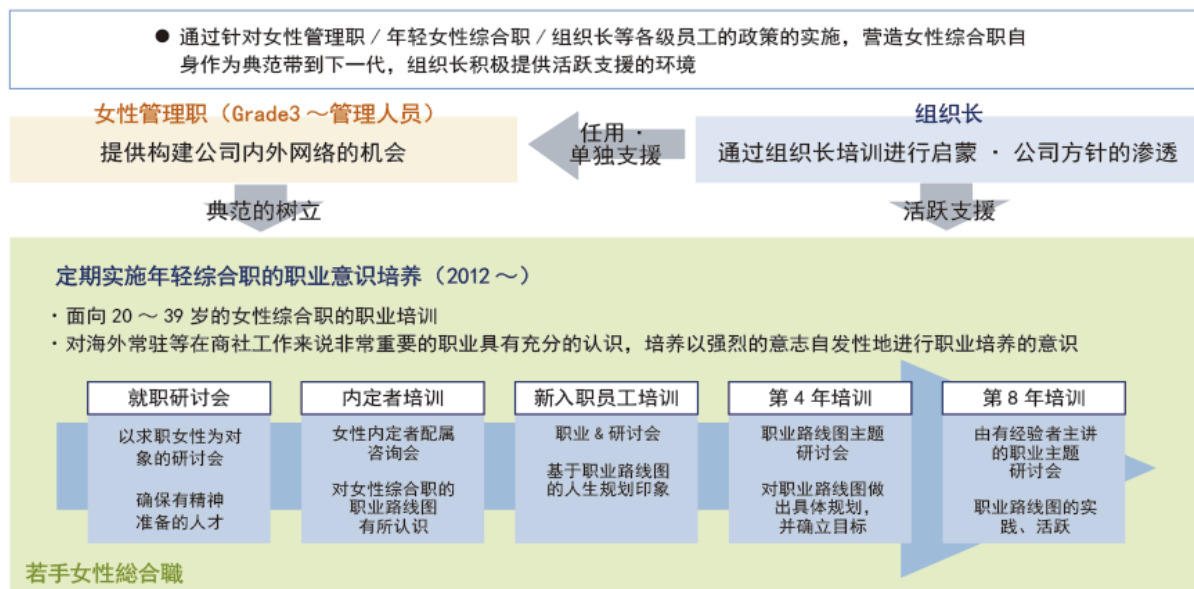 ● 通过针对女性管理职 / 年轻女性综合职 / 组织长等各级员工的政策的实施，营造女性综合职自
身作为典范带到下一代，组织长积极提供活跃支援的环境
女性管理职（Grade3 ～管理人员）
提供构建公司内外网络的机会
任用 ·
单独支援
组织长
通过组织长培训进行启蒙 · 公司方针的渗透
典范的树立
活跃支援
定期实施年轻综合职的职业意识培养（2012 ～）
· 面向 20 ～ 39 岁的女性综合职的职业培训
· 对海外常驻等在商社工作来说非常重要的职业具有充分的认识，培养以强烈的意志自发性地进行职业培养的意识
就职研讨会
以求职女性为对
象的研讨会
确保有精神
准备的人才
内定者培训
女性内定者配属
咨询会
对女性综合职的
职业路线图
有所认识
新入职员工培训
职业 & 研讨会
基于职业路线图
的人生规划印象
第 4 年培训
职业路线图主题
研讨会
对职业路线图做
出具体规划，
并确立目标
第 8 年培训
由有经验者主讲
的职业主题
研讨会
职业路线图的实
践、活跃
若手女性総合職